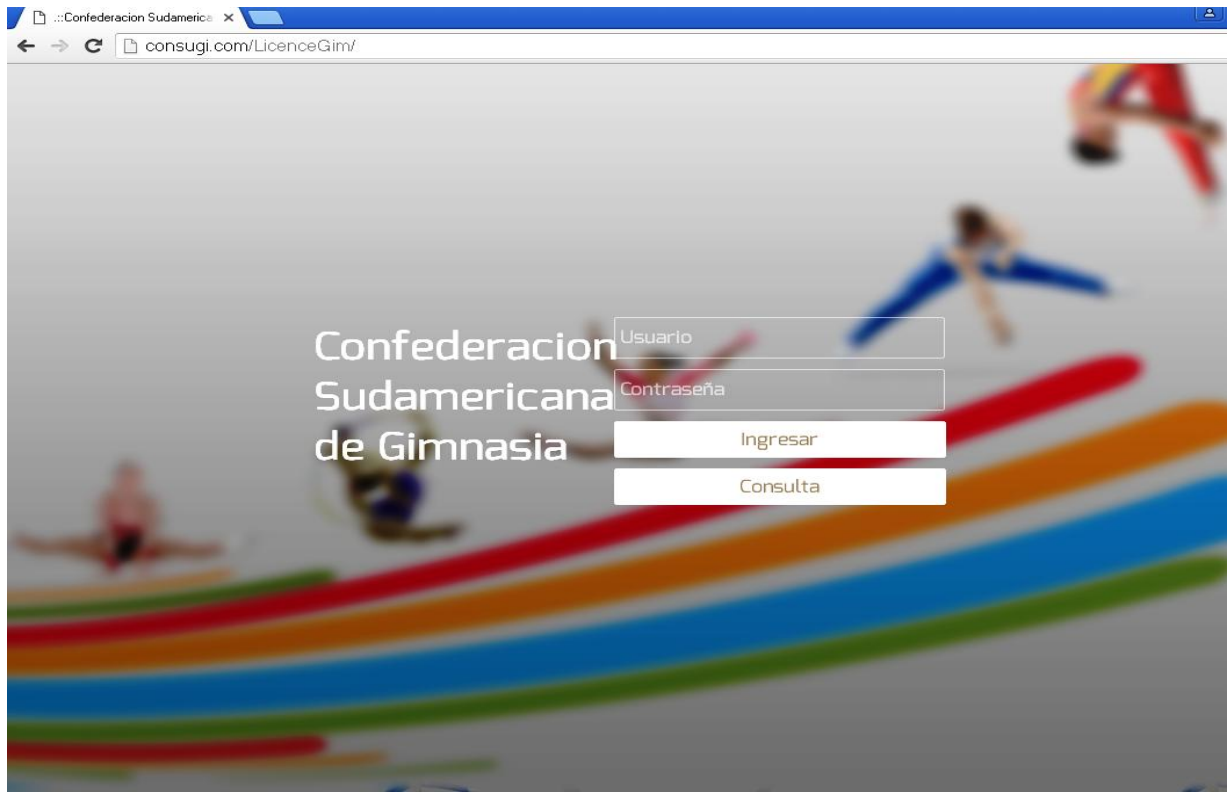 .::Confederacion Sudamerica
consugi.com/LicenceGim/
Confederacion
Sudamericana
de Gimnasia
Usuario
Contraseña
Ingresar
Consulta